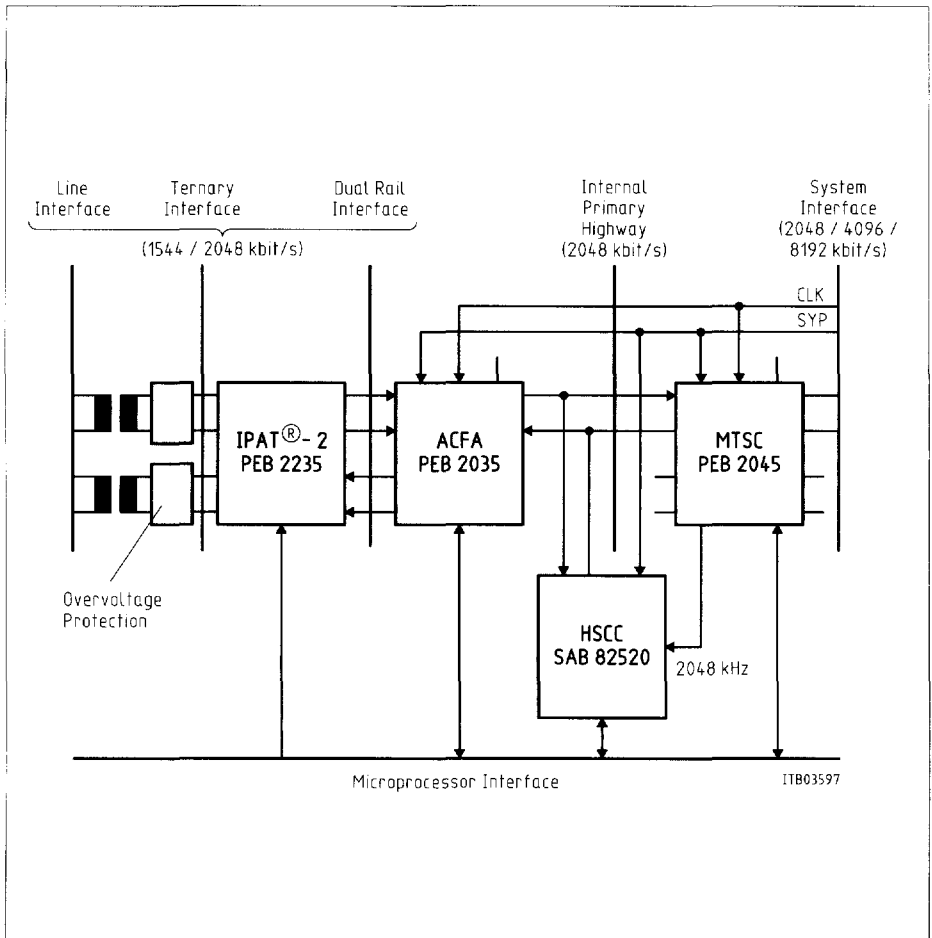 Line
Interface
Ternary
Interface
Dual Rail
Interface
(1544 / 2048 kbit/s)
Internal
Primary
Highway
(2048 kbit/s)
System
Interface
(2048 / 4096 /
8192 kbit/s)
CLK
SYP
IPAT®-2
PEB 2235
ACFA
PEB 2035
MTSC
PEB 2045
Overvoltage
Protection
HSCC
SAB 82520
2048 kHz
Microprocessor Interface
ITB03597